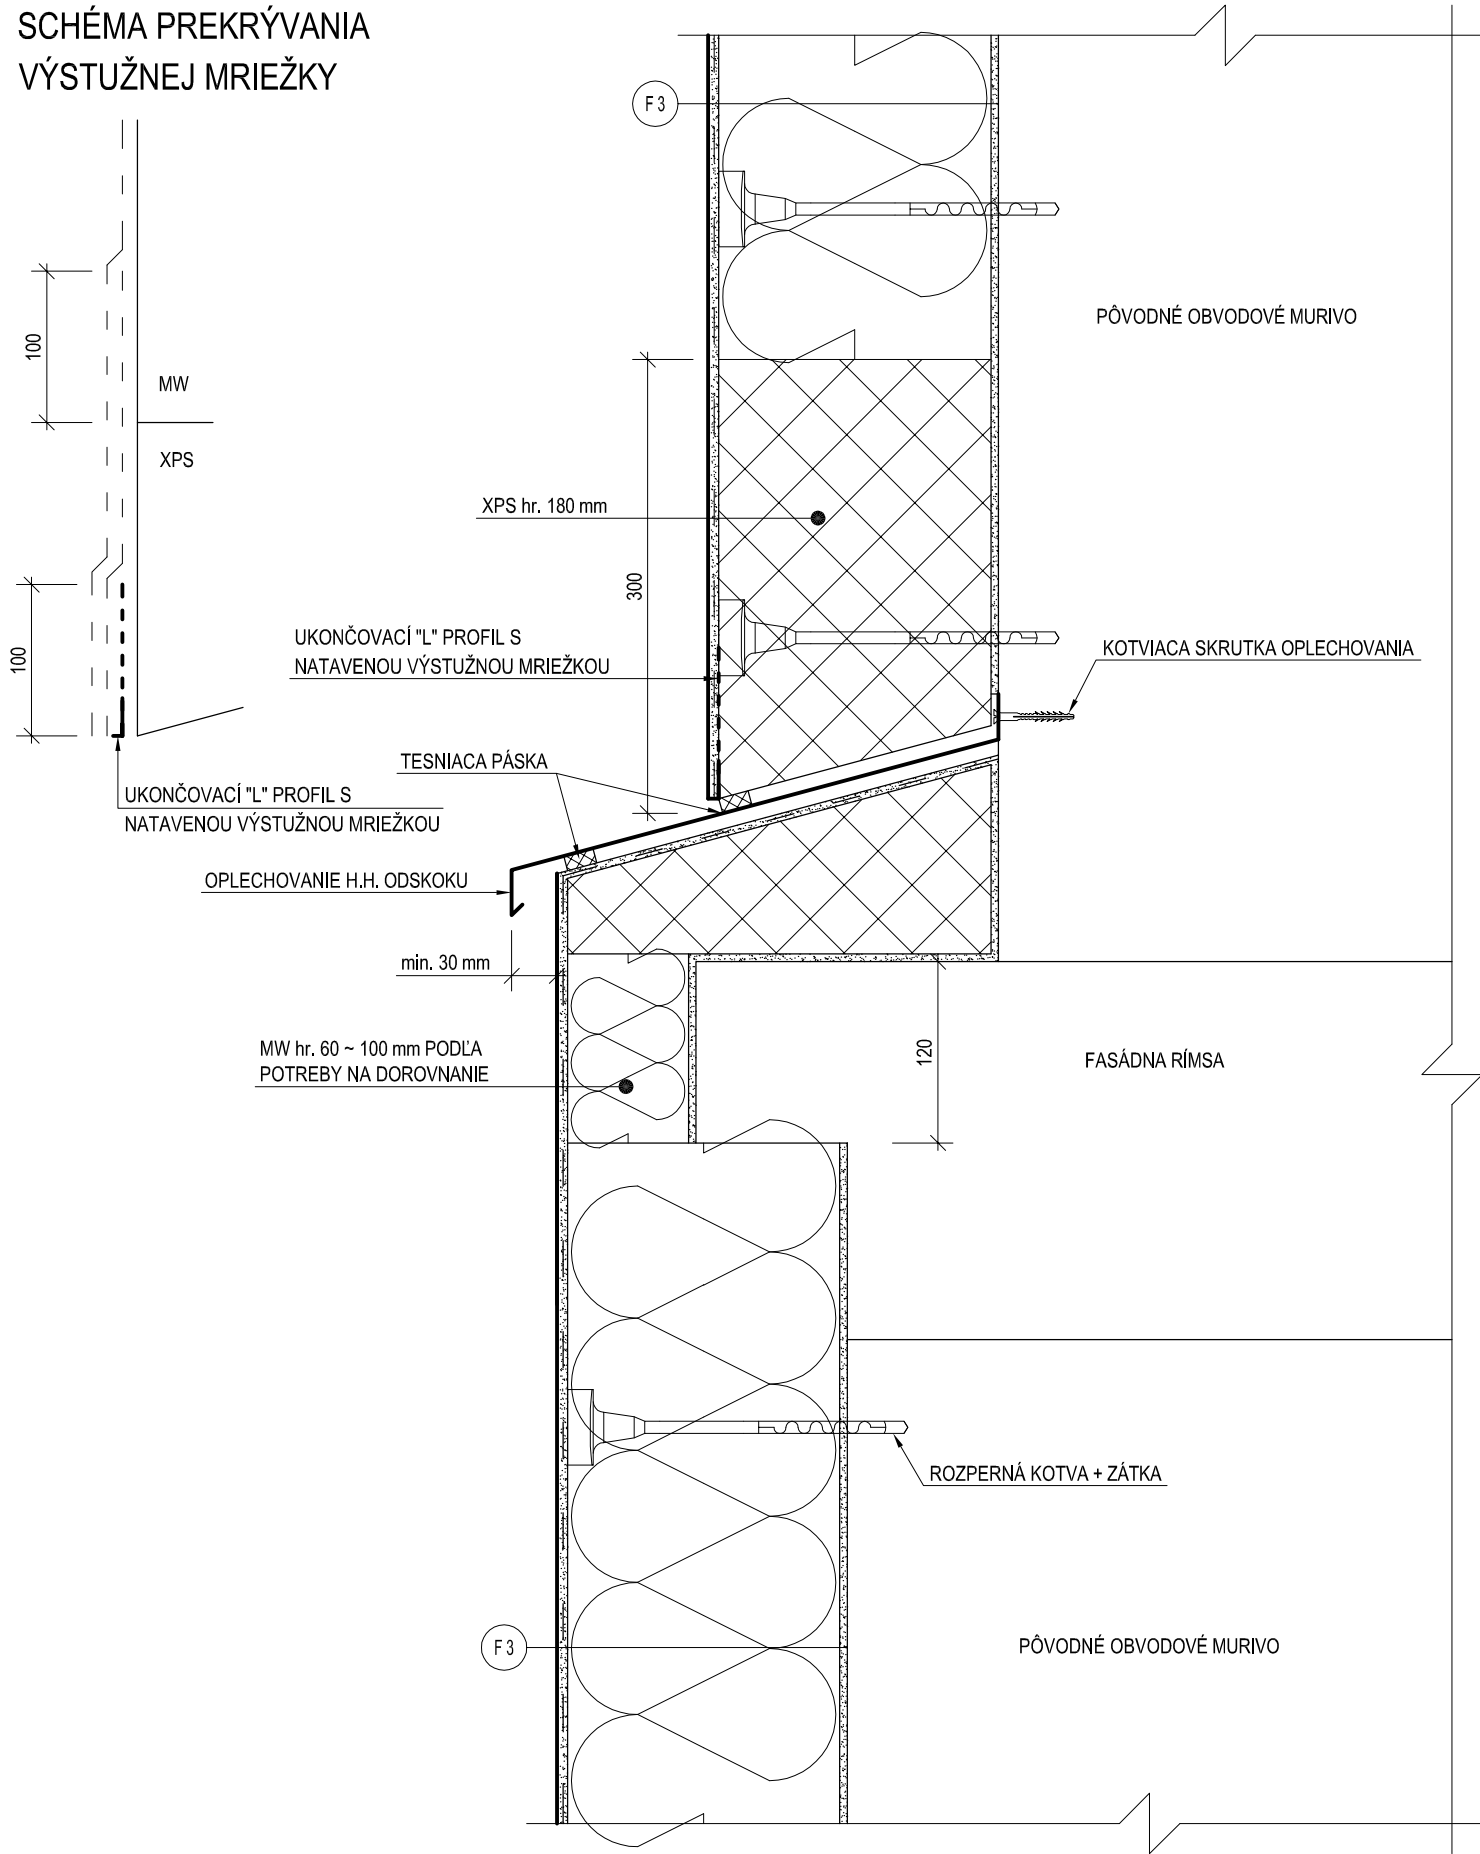 SCHÉMA PREKRÝVANIA
VÝSTUŽNEJ MRIEŽKY
F 3
PÔVODNÉ OBVODOVÉ MURIVO
100
MW
XPS
XPS hr. 180 mm
300
100
UKONČOVACÍ "L" PROFIL S
NATAVENOU VÝSTUŽNOU MRIEŽKOU
KOTVIACA SKRUTKA OPLECHOVANIA
TESNIACA PÁSKA
UKONČOVACÍ "L" PROFIL S
NATAVENOU VÝSTUŽNOU MRIEŽKOU
OPLECHOVANIE H.H. ODSKOKU
min. 30 mm
MW hr. 60 ~ 100 mm PODĽA
POTREBY NA DOROVNANIE
120
FASÁDNA RÍMSA
ROZPERNÁ KOTVA + ZÁTKA
F 3
PÔVODNÉ OBVODOVÉ MURIVO